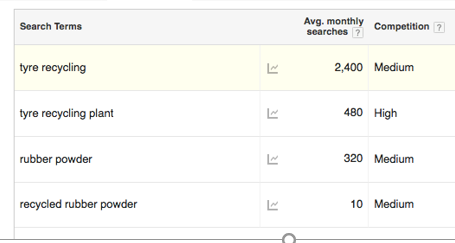 Search Terms Avg. monthly searches ? Competition ?
tyre recycling 2,400 Medium
tyre recycling plant 480 High
rubber powder 320 Medium
recycled rubber powder 10 Medium